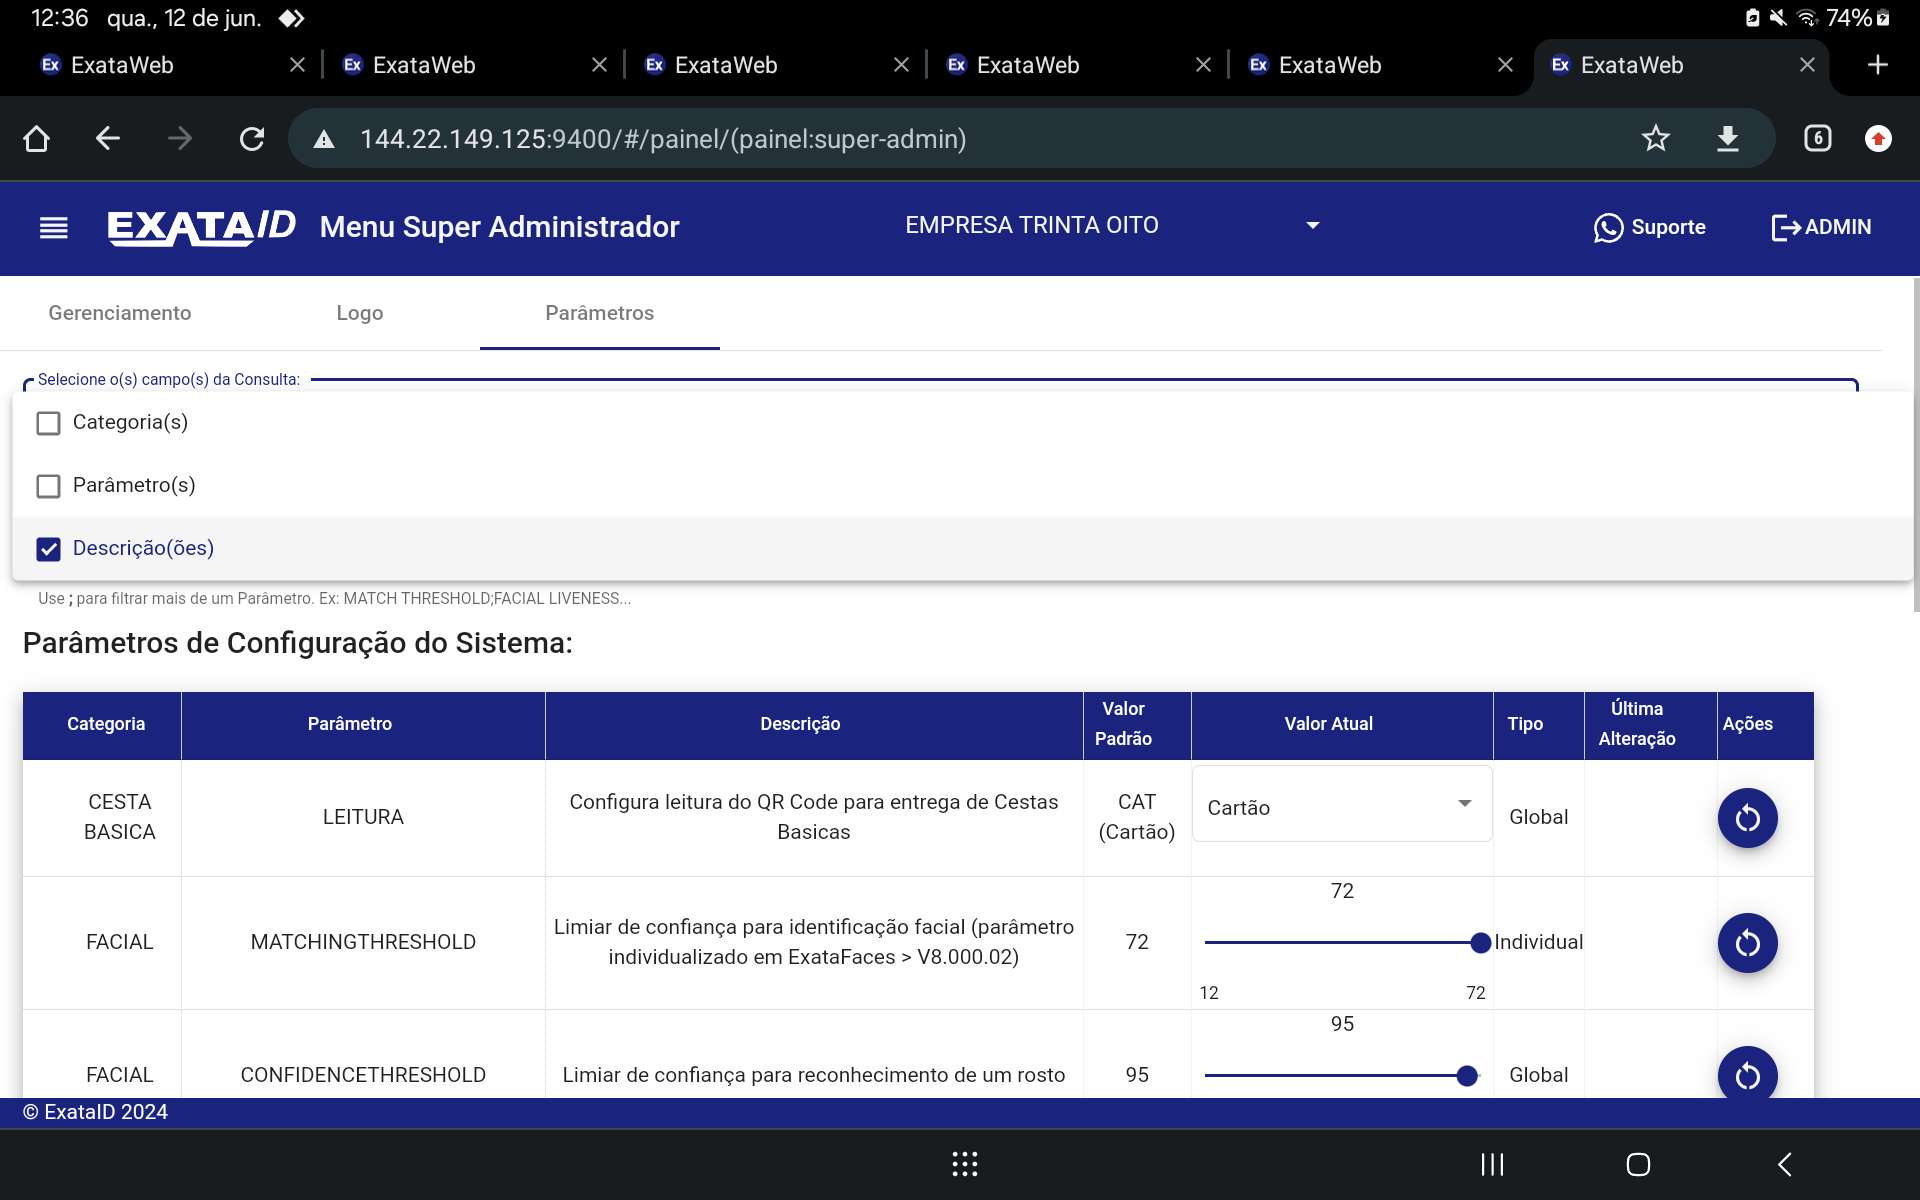 12:36 qua., 12 de jun. 74%
Ex ExataWeb Ex ExataWeb Ex ExataWeb Ex ExataWeb Ex ExataWeb Ex ExataWeb
144.22.149.125:9400/#/painel/(painel:super-admin) 6
EXATAID Menu Super Administrador EMPRESA TRINTA OITO Suporte ADMIN
Gerenciamento Logo Parâmetros
Selecione o(s) campo(s) da Consulta:
Categoria(s)
Parâmetro(s)
Descrição(ões)
Use ; para filtrar mais de um Parâmetro. Ex: MATCH THRESHOLD;FACIAL LIVENESS...
Parâmetros de Configuração do Sistema:
Categoria Parâmetro Descrição Valor Padrão Valor Atual Tipo Última Alteração Ações
CESTA BASICA LEITURA Configura leitura do QR Code para entrega de Cestas Basicas CAT (Cartão) Cartão Global
FACIAL MATCHINGTHRESHOLD Limiar de confiança para identificação facial (parâmetro individualizado em ExataFaces > V8.000.02) 72 72 12 72 Individual
FACIAL CONFIDENCETHRESHOLD Limiar de confiança para reconhecimento de um rosto 95 95 Global
© ExataID 2024